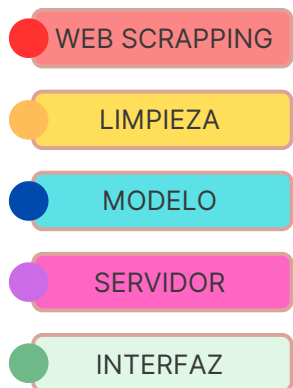 WEB SCRAPPING
LIMPIEZA
MODELO
SERVIDOR
INTERFAZ